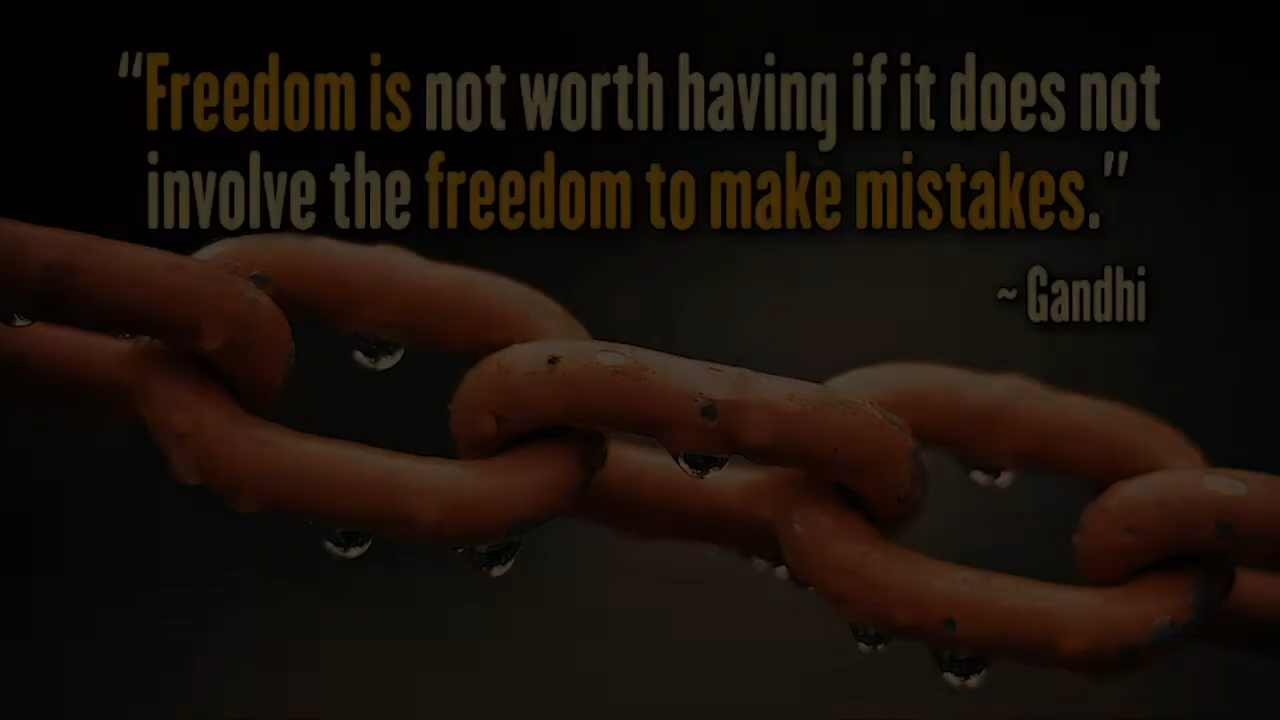 “Freedom is not worth having if it does not
involve the freedom to make mistakes.”
~ Gandhi